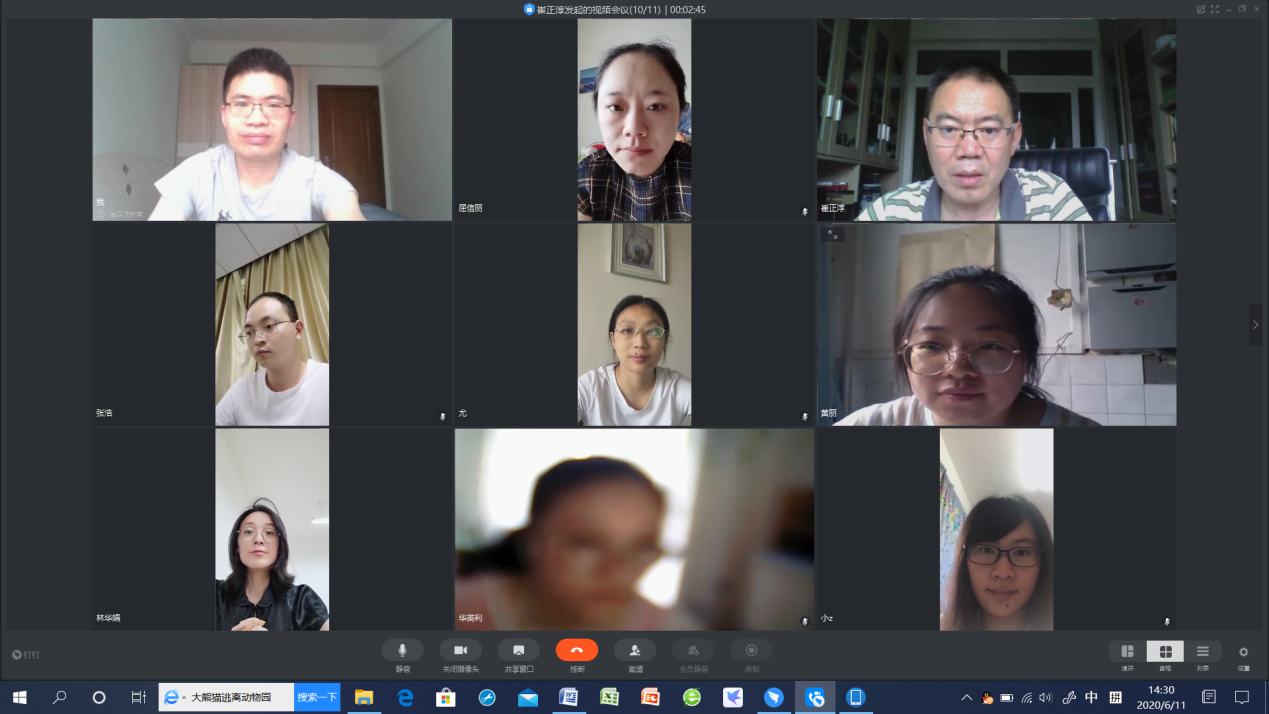 崔正淳发起的视频会议(10/11) | 00:02:45
我
屈信丽
崔正淳
张浩
尤
黄丽
林华娟
华英利
小z
钉钉
静音
关闭摄像头
共享窗口
挂断
邀请
全员静音
录制
演讲
宫格
列表
设置
大熊猫逃离动物园
搜索一下
中
拼
14:30
2020/6/11